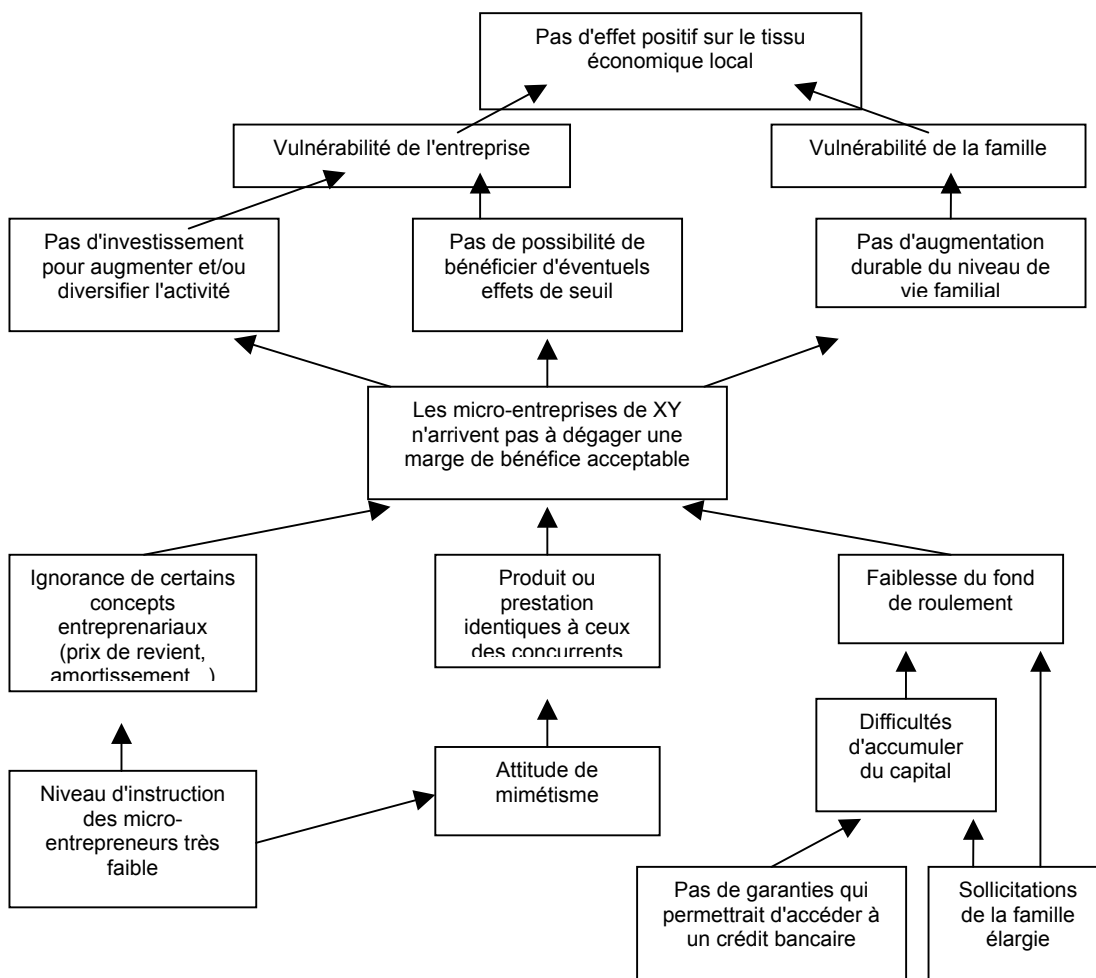 Pas d'effet positif sur le tissu
économique local
Vulnérabilité de l'entreprise
Vulnérabilité de la famille
Pas d'investissement
pour augmenter et/ou
diversifier l'activité
Pas de possibilité de
bénéficier d'éventuels
effets de seuil
Pas d'augmentation
durable du niveau de
vie familial
Les micro-entreprises de XY
n'arrivent pas à dégager une
marge de bénéfice acceptable
Ignorance de certains
concepts
entreprenariaux
(prix de revient,
amortissement...)
Produit ou
prestation
identiques à ceux
des concurrents
Faiblesse du fond
de roulement
Difficultés
d'accumuler
du capital
Niveau d'instruction
des micro-
entrepreneurs très
faible
Attitude de
mimétisme
Pas de garanties qui
permettrait d'accéder à
un crédit bancaire
Sollicitations
de la famille
élargie